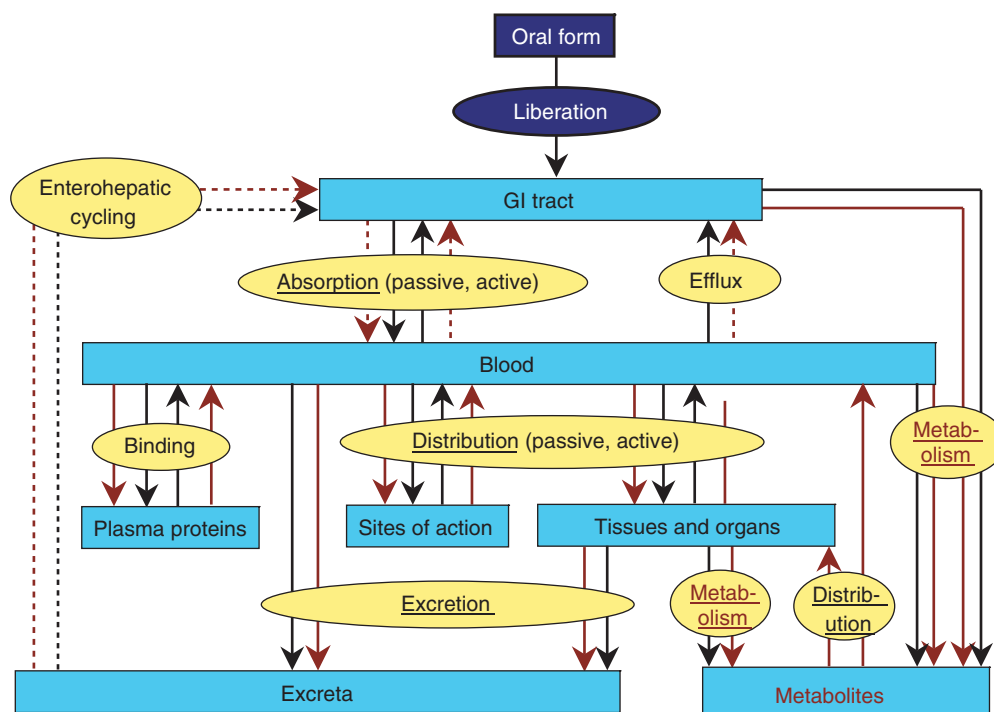 Oral form
Liberation
Enterohepatic
cycling
GI tract
Absorption (passive, active)
Efflux
Blood
Binding
Distribution (passive, active)
Metab-
olism
Plasma proteins
Sites of action
Tissues and organs
Excretion
Metab-
olism
Distrib-
ution
Excreta
Metabolites